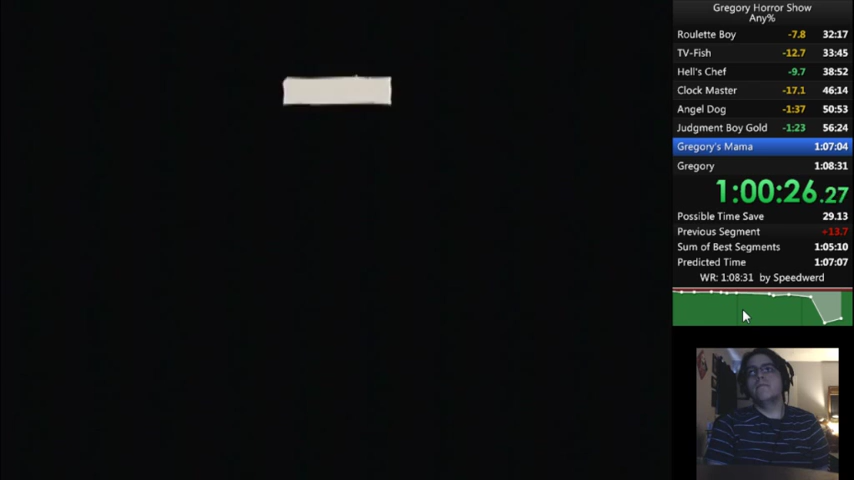 Gregory Horror Show
Any%
Roulette Boy -7.8 32:17
TV-Fish -12.7 33:45
Hell's Chef -9.7 38:52
Clock Master -17.1 46:14
Angel Dog -1:37 50:53
Judgment Boy Gold -1:23 56:24
Gregory's Mama 1:07:04
Gregory 1:08:31
1:00:26.27
Possible Time Save 29.13
Previous Segment +13.7
Sum of Best Segments 1:05:10
Predicted Time 1:07:07
WR: 1:08:31 by Speedwerd